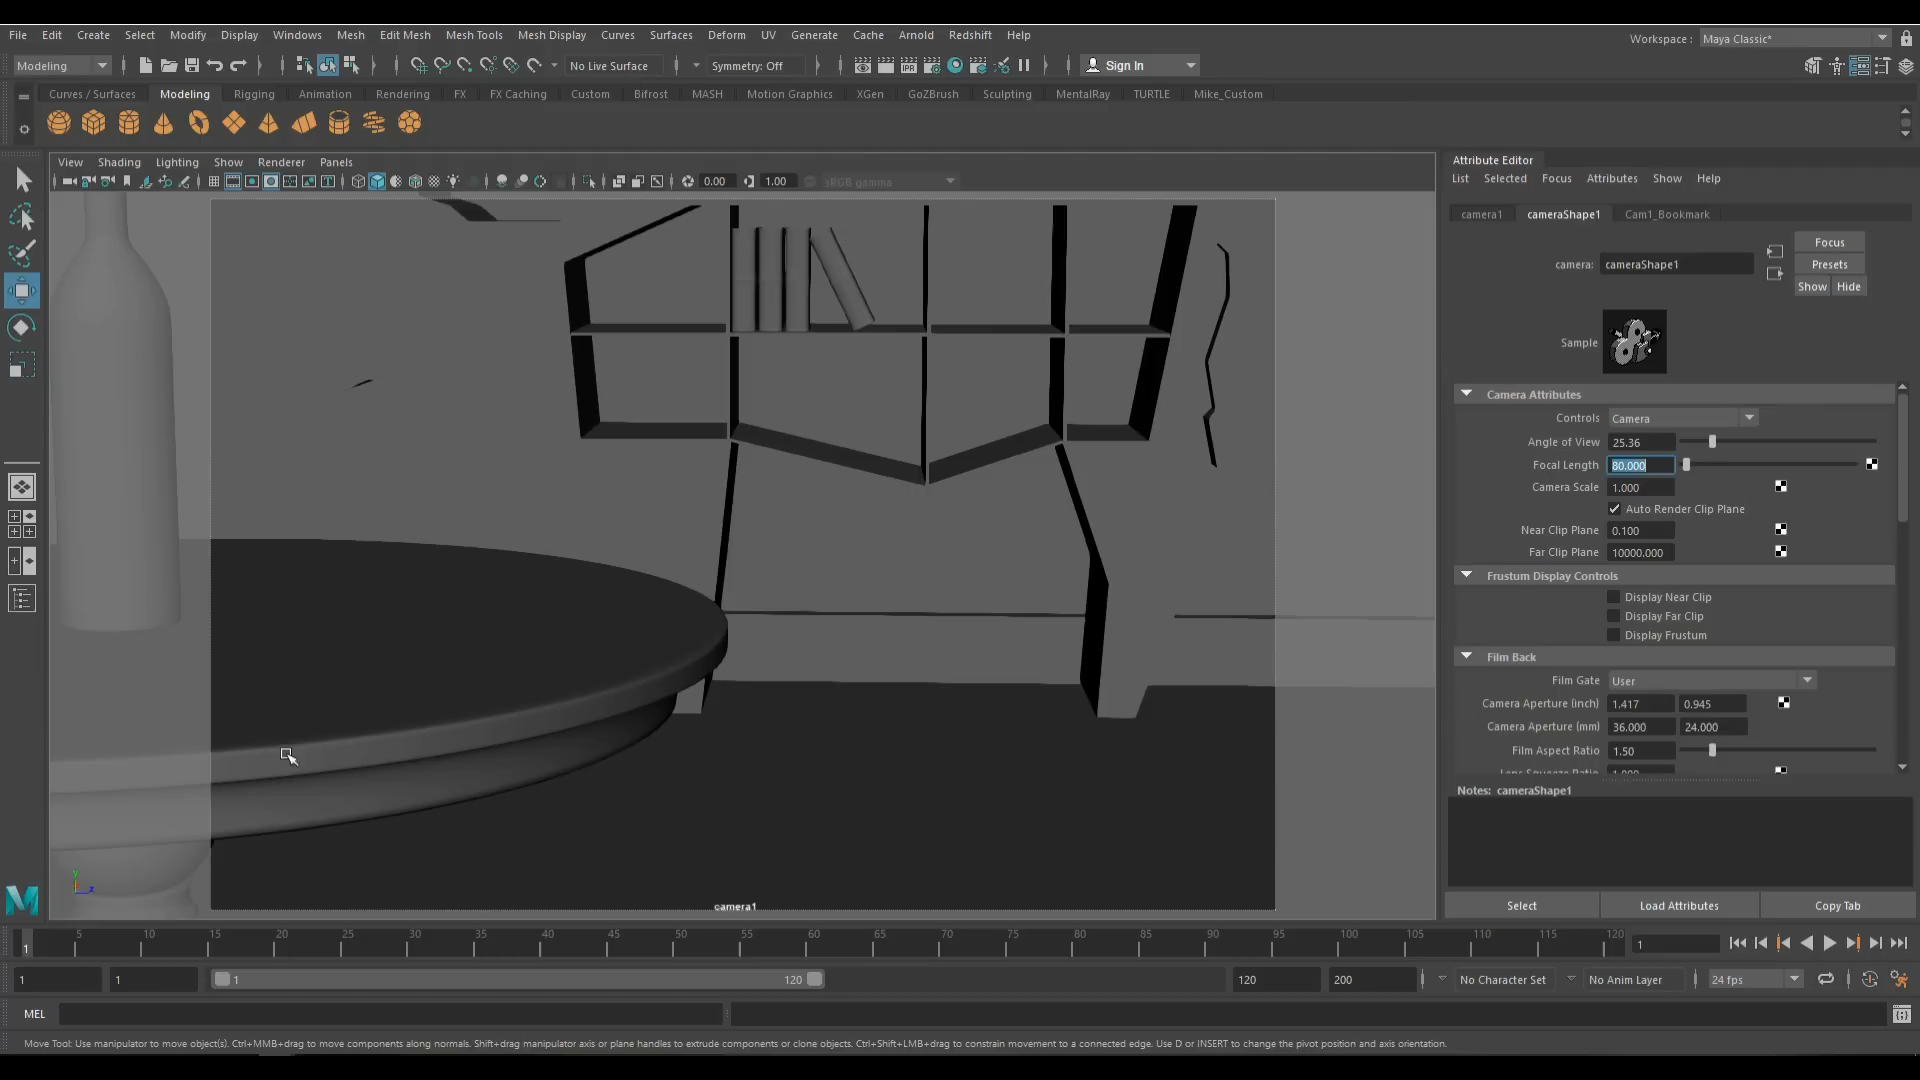 File Edit Create Select Modify Display Windows Mesh Edit Mesh Mesh Tools Mesh Display Curves Surfaces Deform UV Generate Cache Arnold Redshift Help
Workspace : Maya Classic*
Modeling
No Live Surface
Symmetry: Off
IPR
Sign In
Curves / Surfaces Modeling Rigging Animation Rendering FX FX Caching Custom Bifrost MASH Motion Graphics XGen GoZBrush Sculpting MentalRay TURTLE Mike_Custom
View Shading Lighting Show Renderer Panels
0.00
1.00
sRGB gamma
camera1
y
z
Attribute Editor
List Selected Focus Attributes Show Help
camera1 cameraShape1 Cam1_Bookmark
camera: cameraShape1
Focus
Presets
Show Hide
Sample
Camera Attributes
Controls Camera
Angle of View 25.36
Focal Length 80.000
Camera Scale 1.000
Auto Render Clip Plane
Near Clip Plane 0.100
Far Clip Plane 10000.000
Frustum Display Controls
Display Near Clip
Display Far Clip
Display Frustum
Film Back
Film Gate User
Camera Aperture (inch) 1.417 0.945
Camera Aperture (mm) 36.000 24.000
Film Aspect Ratio 1.50
Lens Squeeze Ratio 1.000
Notes: cameraShape1
Select Load Attributes Copy Tab
1 5 10 15 20 25 30 35 40 45 50 55 60 65 70 75 80 85 90 95 100 105 110 115 120
1
1 1 1 120 120 200 No Character Set No Anim Layer 24 fps
MEL
Move Tool: Use manipulator to move object(s). Ctrl+MMB+drag to move components along normals. Shift+drag manipulator axis or plane handles to extrude components or clone objects. Ctrl+Shift+LMB+drag to constrain movement to a connected edge. Use D or INSERT to change the pivot position and axis orientation.